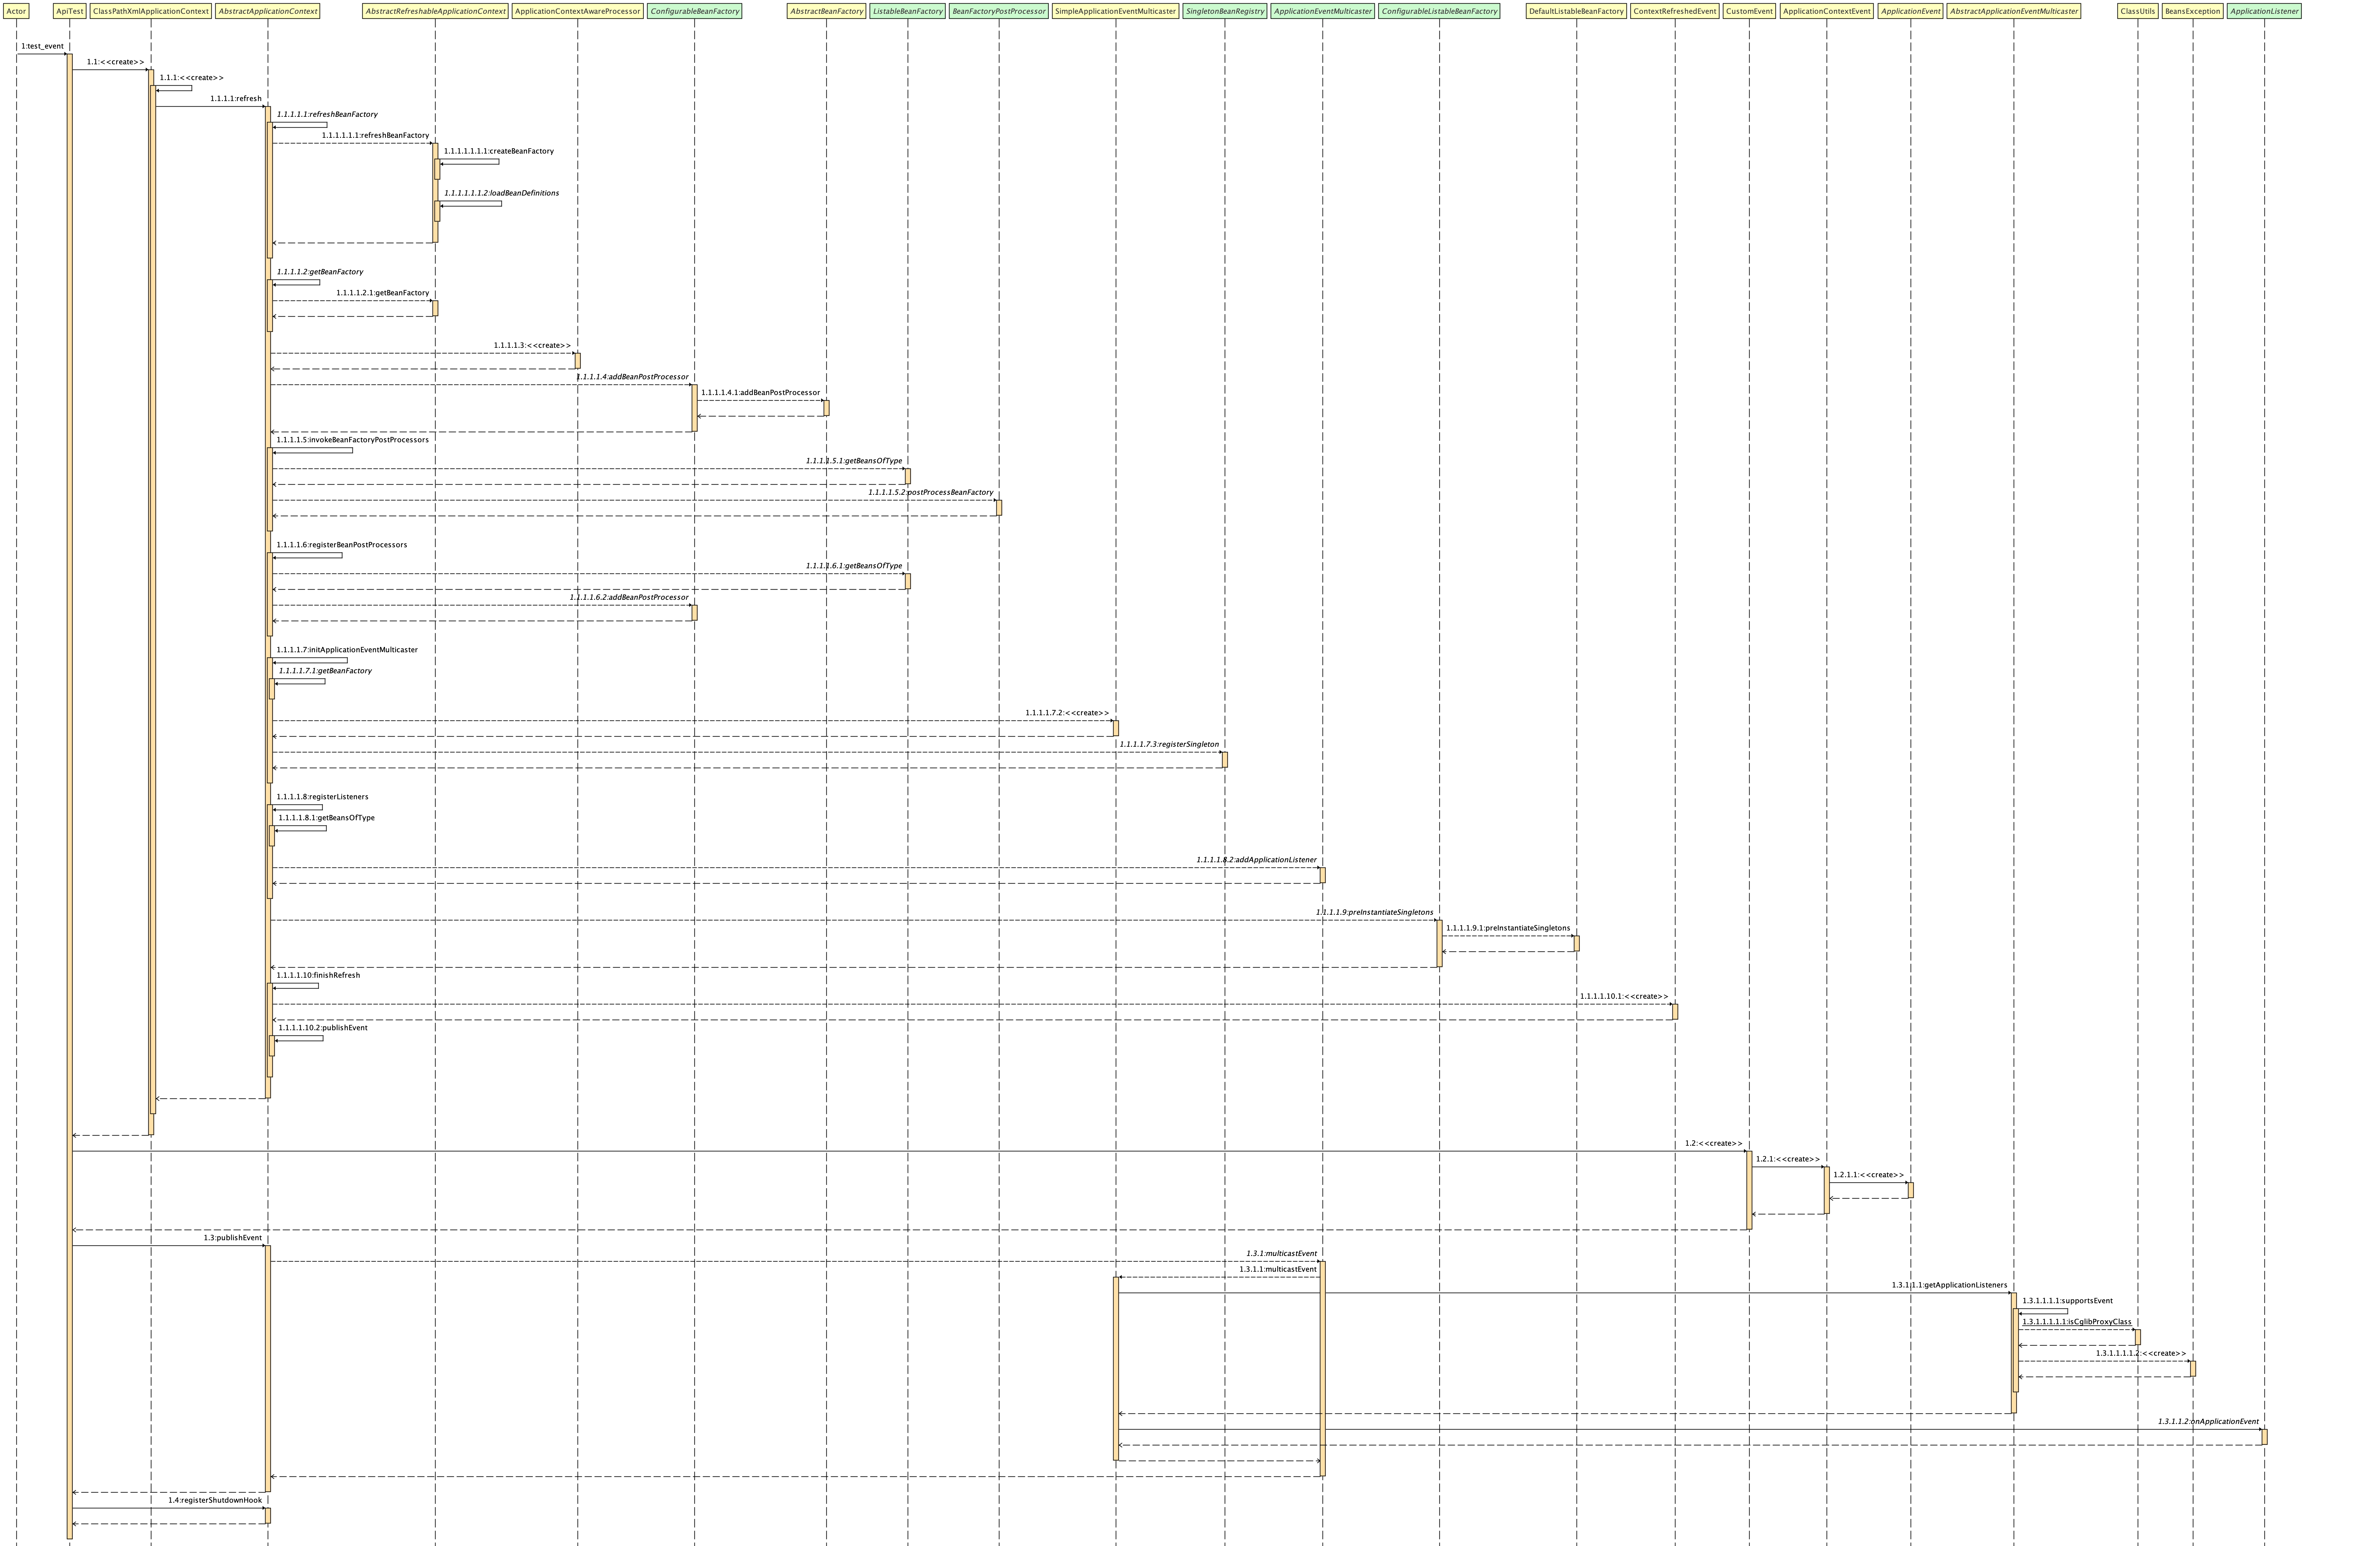 Actor
ApiTest
ClassPathXmlApplicationContext
AbstractApplicationContext
AbstractRefreshableApplicationContext
ApplicationContextAwareProcessor
ConfigurableBeanFactory
AbstractBeanFactory
ListableBeanFactory
BeanFactoryPostProcessor
SimpleApplicationEventMulticaster
SingletonBeanRegistry
ApplicationEventMulticaster
ConfigurableListableBeanFactory
DefaultListableBeanFactory
ContextRefreshedEvent
CustomEvent
ApplicationContextEvent
ApplicationEvent
AbstractApplicationEventMulticaster
ClassUtils
BeansException
ApplicationListener
1:test_event
1.1:<<create>>
1.1.1:<<create>>
1.1.1.1:refresh
1.1.1.1.1:refreshBeanFactory
1.1.1.1.1.1:refreshBeanFactory
1.1.1.1.1.1.1:createBeanFactory
1.1.1.1.1.1.2:loadBeanDefinitions
1.1.1.1.2:getBeanFactory
1.1.1.1.2.1:getBeanFactory
1.1.1.1.3:<<create>>
1.1.1.1.4:addBeanPostProcessor
1.1.1.1.4.1:addBeanPostProcessor
1.1.1.1.5:invokeBeanFactoryPostProcessors
1.1.1.1.5.1:getBeansOfType
1.1.1.1.5.2:postProcessBeanFactory
1.1.1.1.6:registerBeanPostProcessors
1.1.1.1.6.1:getBeansOfType
1.1.1.1.6.2:addBeanPostProcessor
1.1.1.1.7:initApplicationEventMulticaster
1.1.1.1.7.1:getBeanFactory
1.1.1.1.7.2:<<create>>
1.1.1.1.7.3:registerSingleton
1.1.1.1.8:registerListeners
1.1.1.1.8.1:getBeansOfType
1.1.1.1.8.2:addApplicationListener
1.1.1.1.9:preInstantiateSingletons
1.1.1.1.9.1:preInstantiateSingletons
1.1.1.1.10:finishRefresh
1.1.1.1.10.1:<<create>>
1.1.1.1.10.2:publishEvent
1.2:<<create>>
1.2.1:<<create>>
1.2.1.1:<<create>>
1.3:publishEvent
1.3.1:multicastEvent
1.3.1.1:multicastEvent
1.3.1.1.1:getApplicationListeners
1.3.1.1.1.1:supportsEvent
1.3.1.1.1.1.1:isCglibProxyClass
1.3.1.1.1.1.2:<<create>>
1.3.1.1.2:onApplicationEvent
1.4:registerShutdownHook